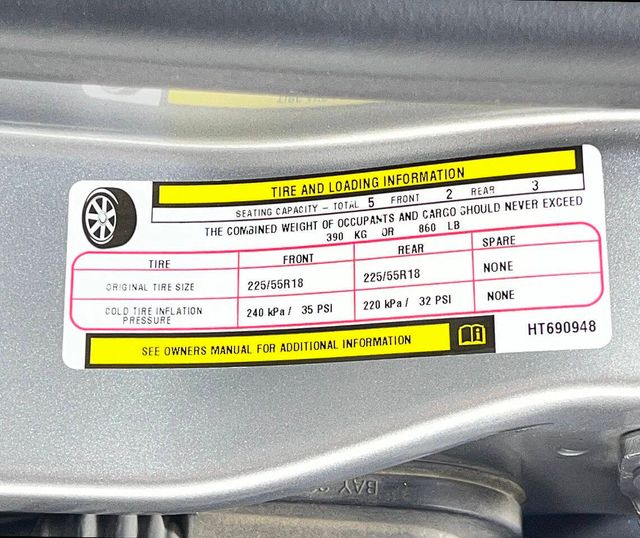 TIRE AND LOADING INFORMATION
SEATING CAPACITY – TOTAL 5 FRONT 2 REAR 3
THE COMBINED WEIGHT OF OCCUPANTS AND CARGO SHOULD NEVER EXCEED
390 KG OR 860 LB
TIRE FRONT REAR SPARE
ORIGINAL TIRE SIZE 225/55R18 225/55R18 NONE
COLD TIRE INFLATION PRESSURE 240 kPa / 35 PSI 220 kPa / 32 PSI NONE
SEE OWNERS MANUAL FOR ADDITIONAL INFORMATION
HT690948
BAY